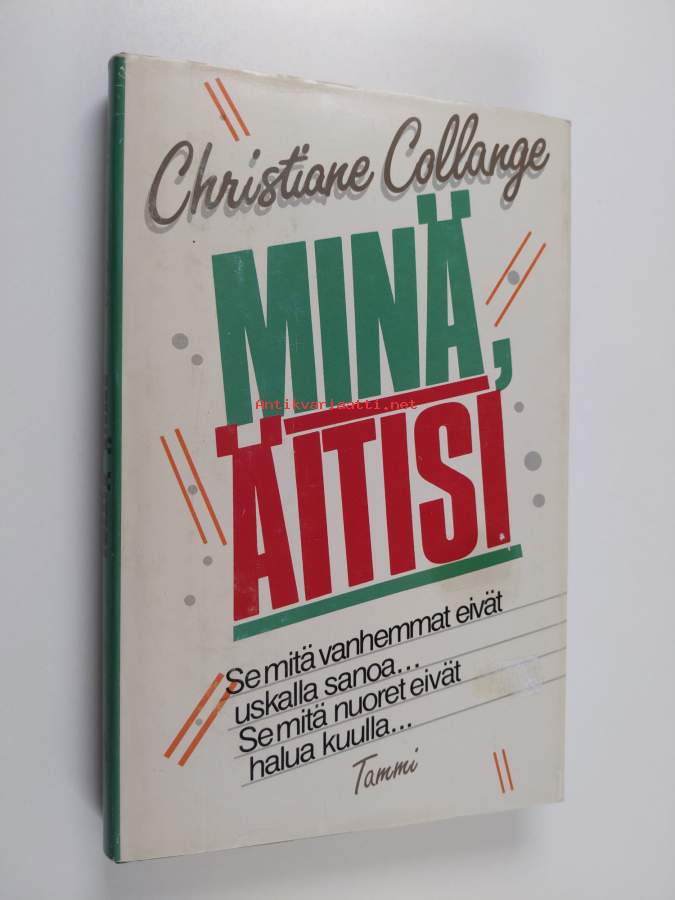 Christiane Collange
MINÄ,
Antikvariaatti.net
ÄITISI
Se mitä vanhemmat eivät
uskalla sanoa...
Se mitä nuoret eivät
halua kuulla...
Tammi